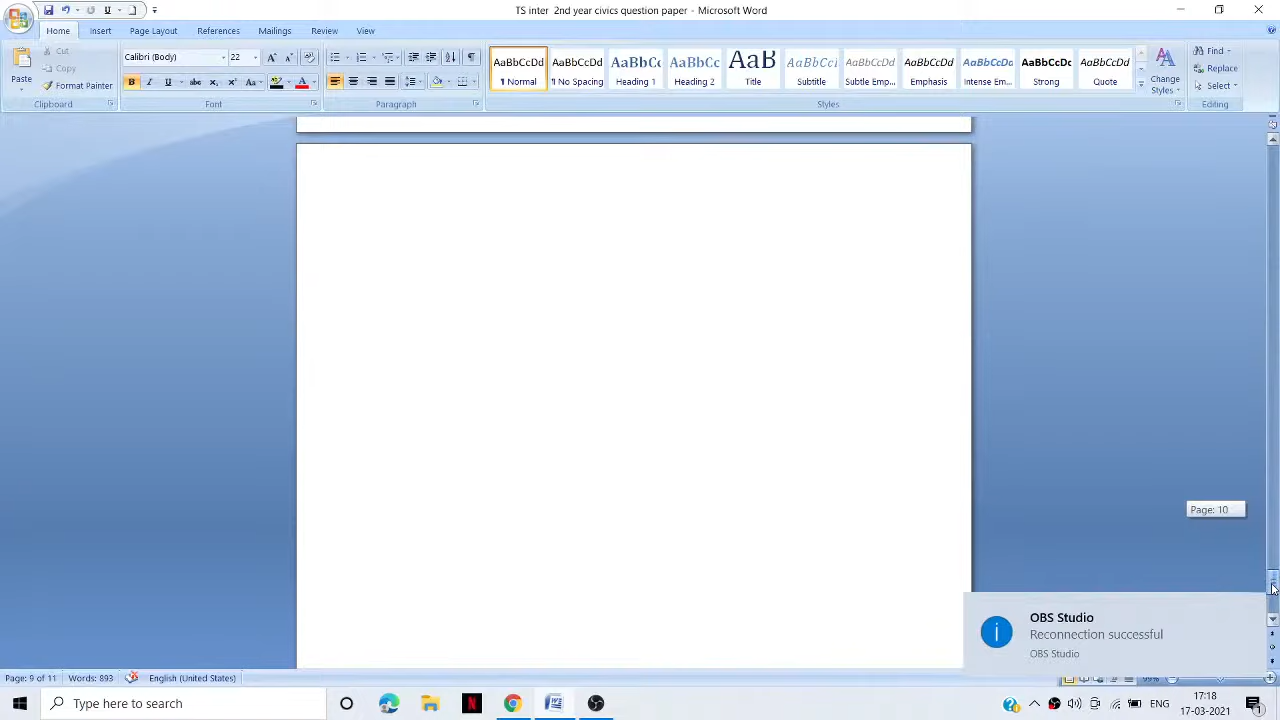 TS inter 2nd year civics question paper - Microsoft Word
Home Insert Page Layout References Mailings Review View
Paste
Cut
Copy
Format Painter
Clipboard
Calibri (Body) 22
Font
Paragraph
AaBbCcDd AaBbCcDd AaBbCc AaBbCc AaB AaBbCcI AaBbCcDd AaBbCcDd AaBbCcDd AaBbCcDc AaBbCcDd
¶ Normal ¶ No Spacing Heading 1 Heading 2 Title Subtitle Subtle Emp... Emphasis Intense Em... Strong Quote
Change Styles
Styles
Find
Replace
Select
Editing
Page: 10
OBS Studio
Reconnection successful
OBS Studio
Page: 9 of 11 Words: 893 English (United States)
Type here to search
ENG
17:18
17-03-2021